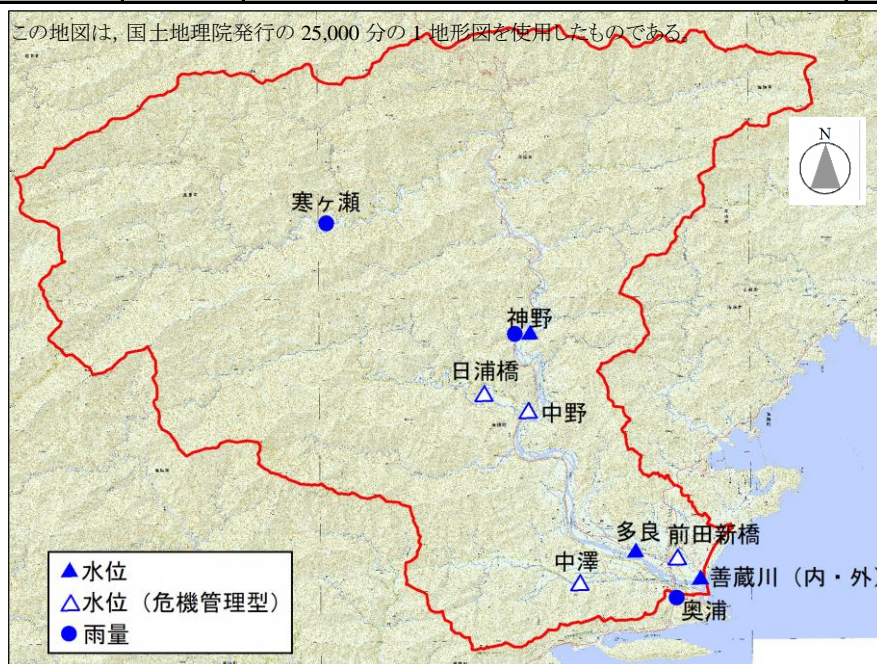 この地図は，国土地理院発行の 25,000 分の 1 地形図を使用したものである。
N
寒ヶ瀬
神野
日浦橋
中野
多良
前田新橋
中澤
善蔵川（内・外）
奥浦
水位
水位（危機管理型）
雨量